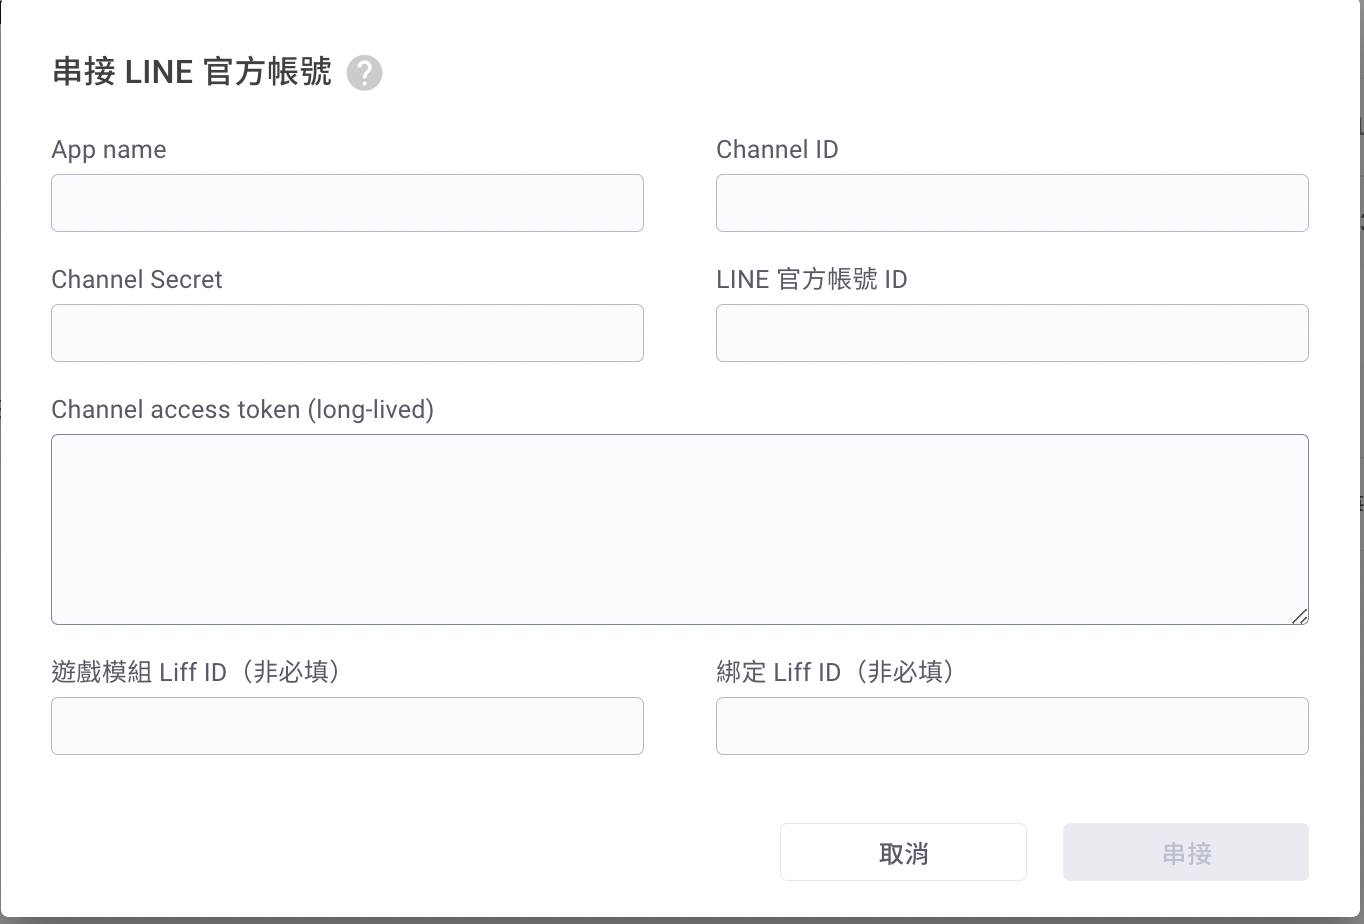 串接 LINE 官方帳號 ?
App name
Channel ID
Channel Secret
LINE 官方帳號 ID
Channel access token (long-lived)
遊戲模組 Liff ID（非必填）
綁定 Liff ID（非必填）
取消
串接